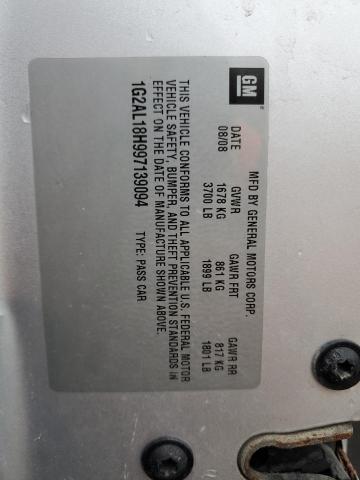 GM
MFD BY GENERAL MOTORS CORP.
DATE GVWR GAWR FRT GAWR RR
08/08 1678 KG 861 KG 817 KG
3700 LB 1899 LB 1801 LB
THIS VEHICLE CONFORMS TO ALL APPLICABLE U.S. FEDERAL MOTOR
VEHICLE SAFETY, BUMPER, AND THEFT PREVENTION STANDARDS IN
EFFECT ON THE DATE OF MANUFACTURE SHOWN ABOVE.
1G2AL18H997139094 TYPE: PASS CAR